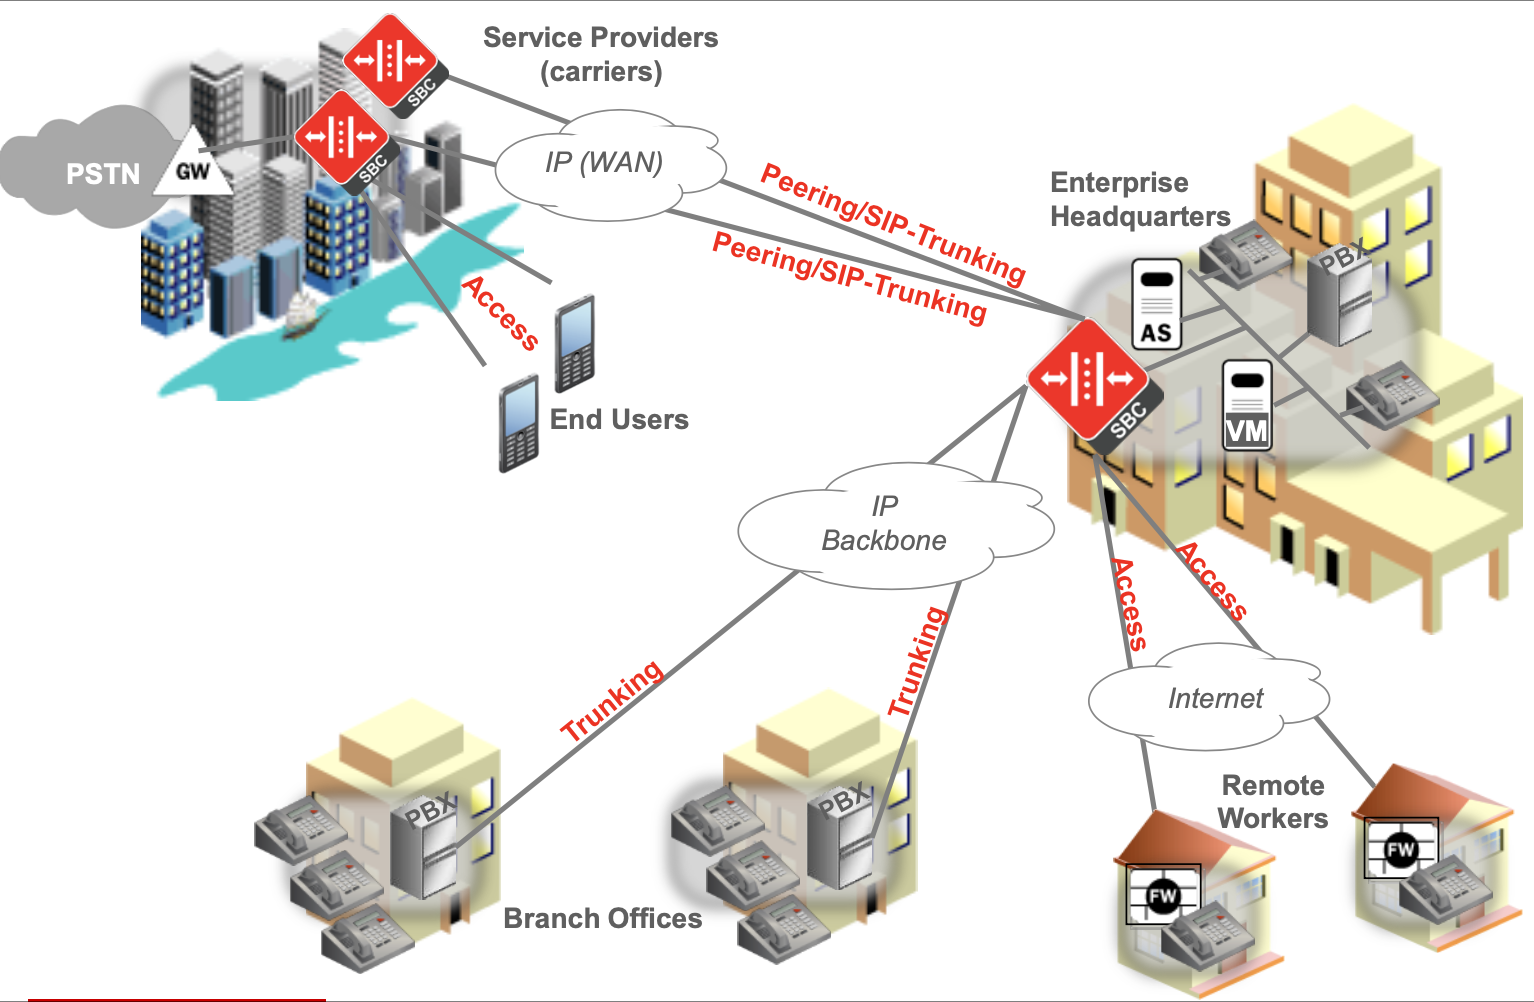 Service Providers
(carriers)
SBC
SBC
PSTN
GW
IP (WAN)
Peering/SIP-Trunking
Peering/SIP-Trunking
Enterprise
Headquarters
PBX
AS
VM
SBC
Access
End Users
IP
Backbone
Access
Access
Trunking
Trunking
Internet
Remote
Workers
PBX
PBX
FW
FW
Branch Offices